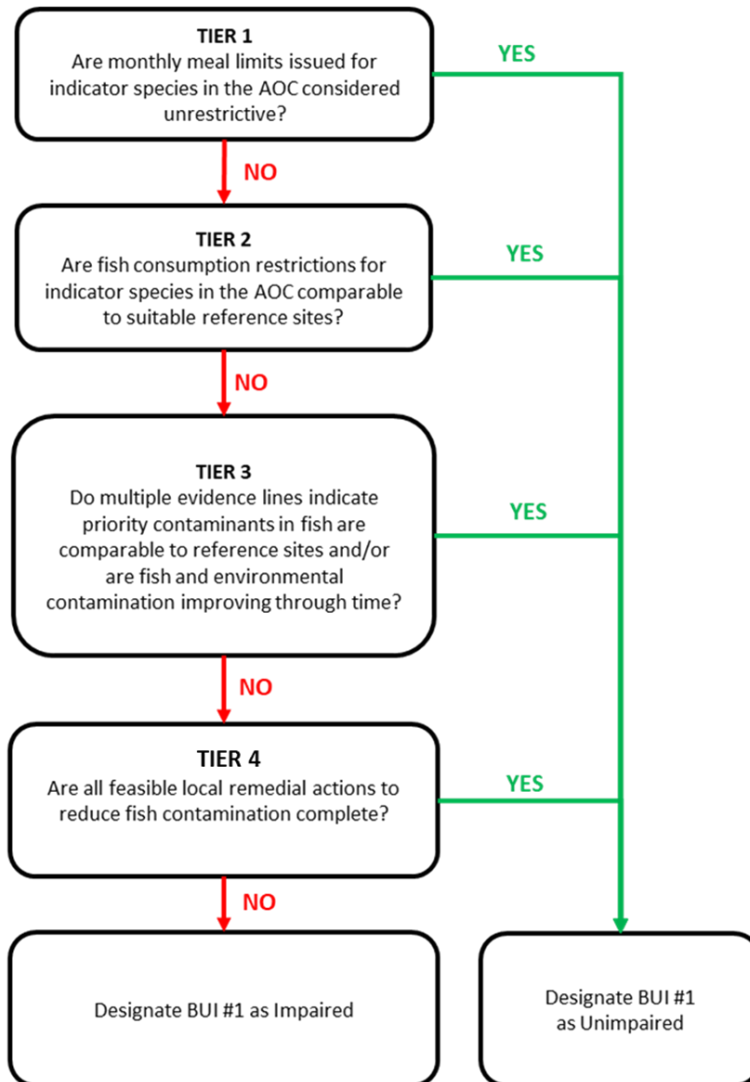 TIER 1
Are monthly meal limits issued for
indicator species in the AOC considered
unrestrictive?
YES
NO
TIER 2
Are fish consumption restrictions for
indicator species in the AOC comparable
to suitable reference sites?
YES
NO
TIER 3
Do multiple evidence lines indicate
priority contaminants in fish are
comparable to reference sites and/or
are fish and environmental
contamination improving through time?
YES
NO
TIER 4
Are all feasible local remedial actions to
reduce fish contamination complete?
YES
NO
Designate BUI #1 as Impaired
Designate BUI #1
as Unimpaired